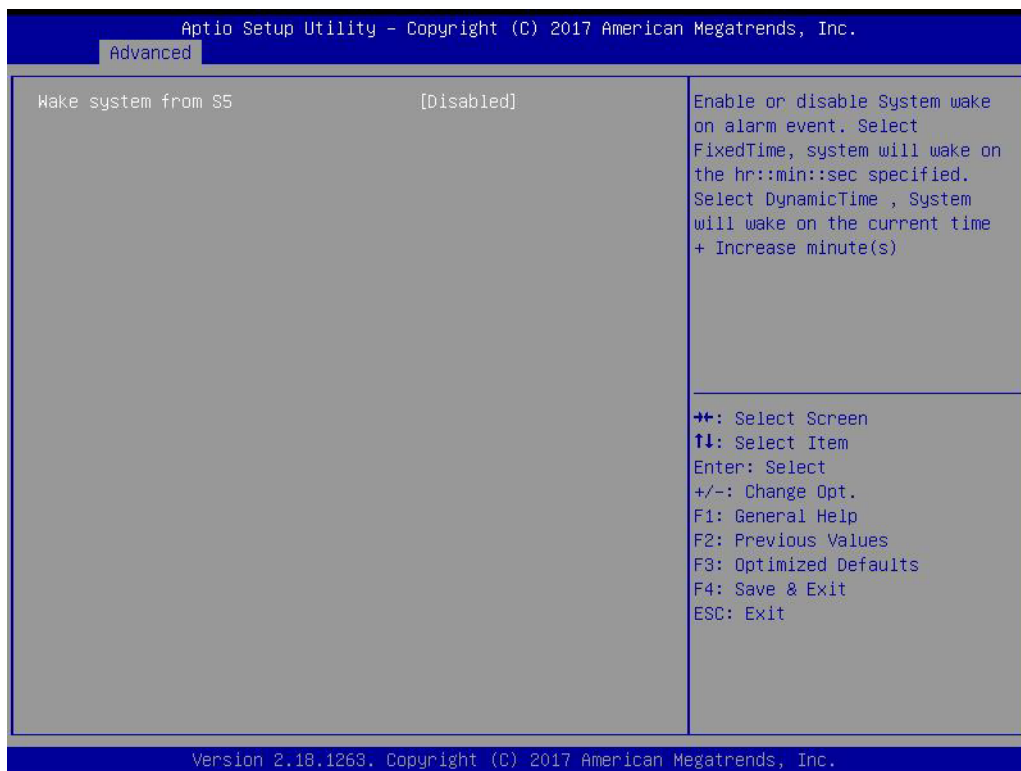 Aptio Setup Utility – Copyright (C) 2017 American Megatrends, Inc.
Advanced
Wake system from S5 [Disabled]
Enable or disable System wake
on alarm event. Select
FixedTime, system will wake on
the hr::min::sec specified.
Select DynamicTime , System
will wake on the current time
+ Increase minute(s)
→←: Select Screen
↑↓: Select Item
Enter: Select
+/-: Change Opt.
F1: General Help
F2: Previous Values
F3: Optimized Defaults
F4: Save & Exit
ESC: Exit
Version 2.18.1263. Copyright (C) 2017 American Megatrends, Inc.